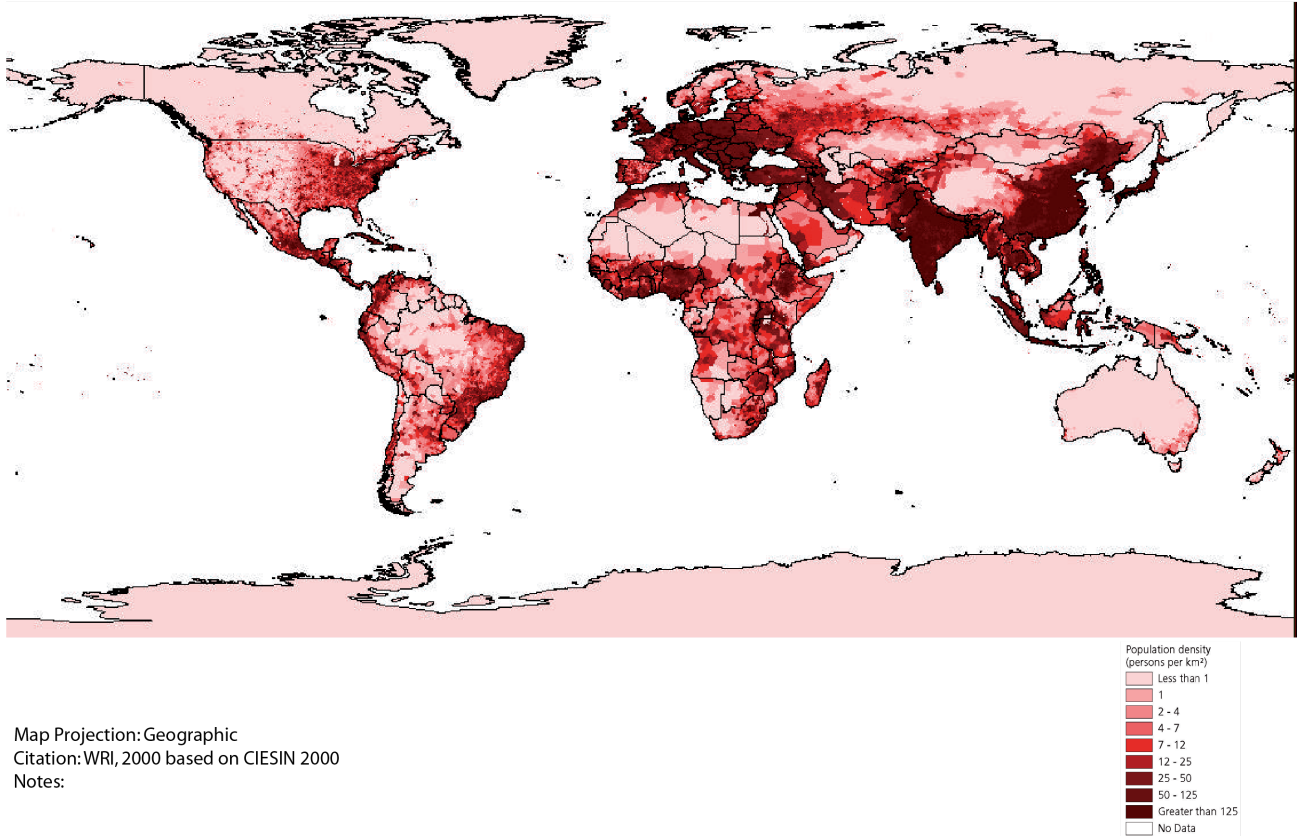 Population density
(persons per km²)
Less than 1
1
2 - 4
4 - 7
7 - 12
12 - 25
25 - 50
50 - 125
Greater than 125
No Data
Map Projection: Geographic
Citation: WRI, 2000 based on CIESIN 2000
Notes: